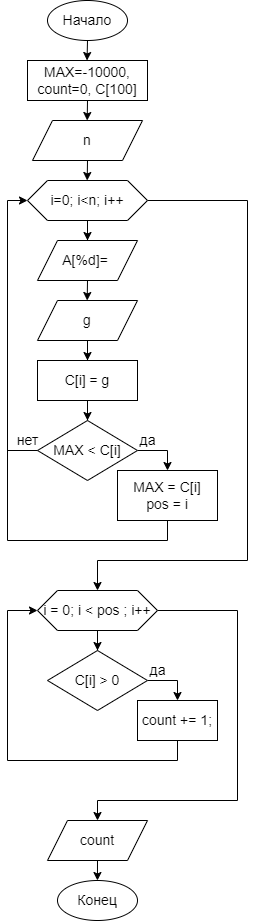 Начало
MAX=-10000,
count=0, C[100]
n
i=0; i<n; i++
A[%d]=
g
C[i] = g
нет
MAX < C[i]
да
MAX = C[i]
pos = i
i = 0; i < pos ; i++
C[i] > 0
да
count += 1;
count
Конец